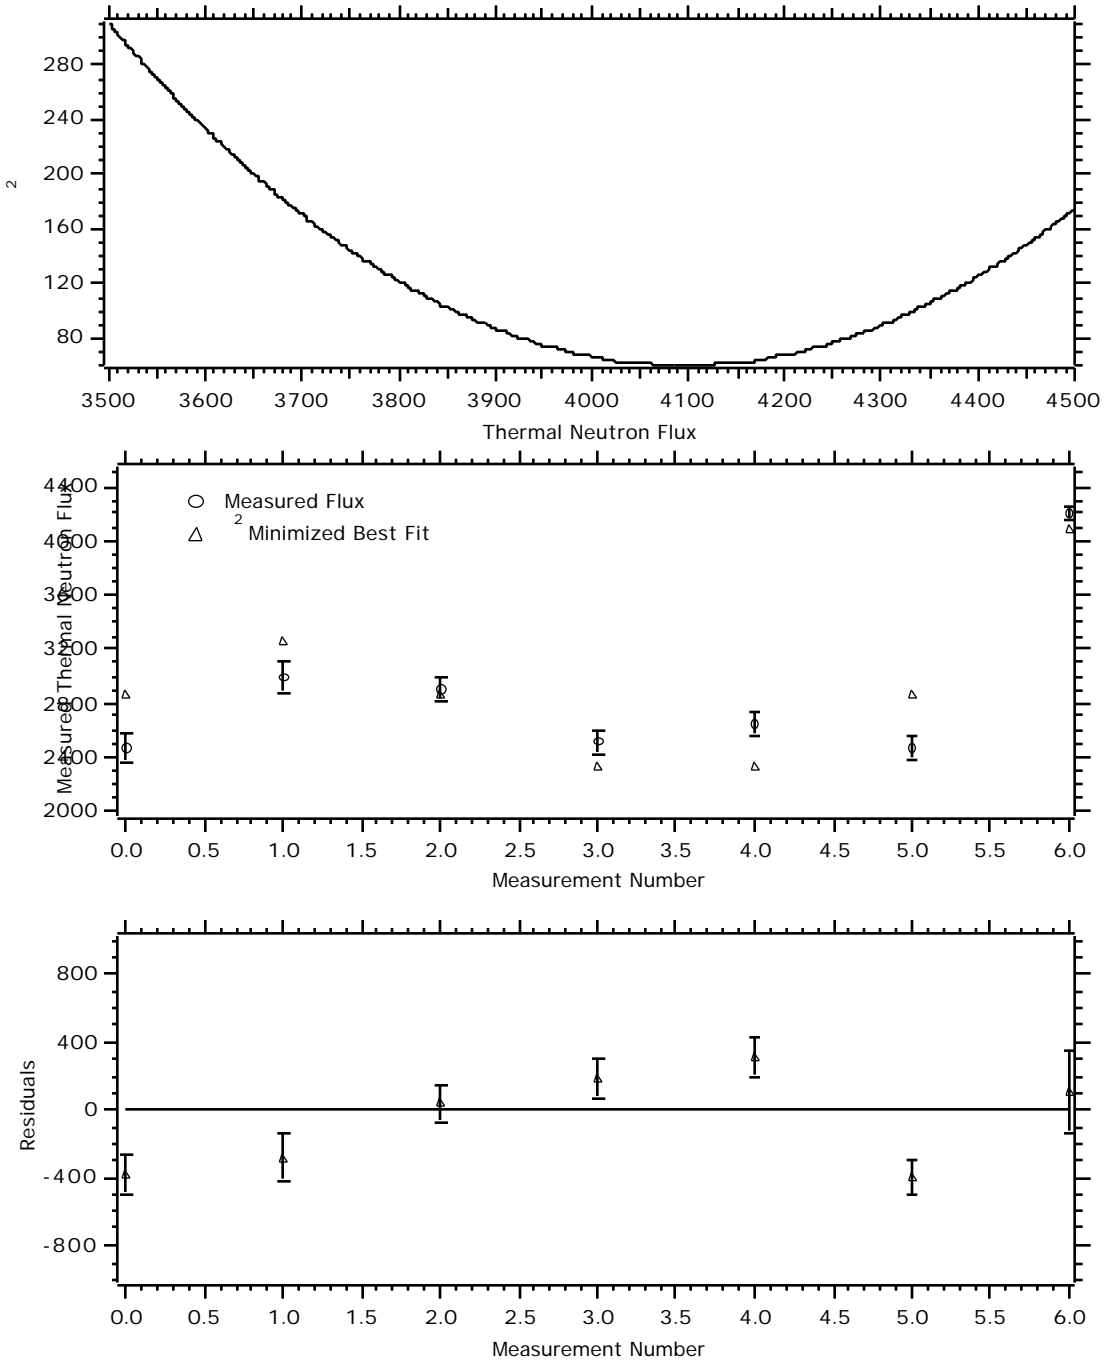 280
240
200
160
120
80
2
3500 3600 3700 3800 3900 4000 4100 4200 4300 4400 4500
Thermal Neutron Flux
4400
4000
3600
3200
2800
2400
2000
Measured Thermal Neutron Flux
Measured Flux
2 Minimized Best Fit
0.0 0.5 1.0 1.5 2.0 2.5 3.0 3.5 4.0 4.5 5.0 5.5 6.0
Measurement Number
800
400
0
-400
-800
Residuals
0.0 0.5 1.0 1.5 2.0 2.5 3.0 3.5 4.0 4.5 5.0 5.5 6.0
Measurement Number